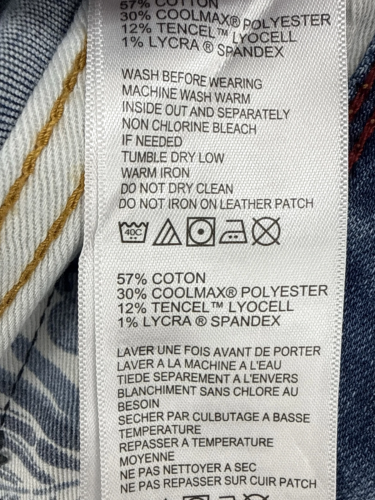 57% COTTON
30% COOLMAX® POLYESTER
12% TENCEL™ LYOCELL
1% LYCRA ® SPANDEX
WASH BEFORE WEARING
MACHINE WASH WARM
INSIDE OUT AND SEPARATELY
NON CHLORINE BLEACH
IF NEEDED
TUMBLE DRY LOW
WARM IRON
DO NOT DRY CLEAN
DO NOT IRON ON LEATHER PATCH
40C
57% COTON
30% COOLMAX® POLYESTER
12% TENCEL™ LYOCELL
1% LYCRA ® SPANDEX
LAVER UNE FOIS AVANT DE PORTER
LAVER A LA MACHINE A L'EAU
TIEDE SEPAREMENT A L'ENVERS
BLANCHIMENT SANS CHLORE AU
BESOIN
SECHER PAR CULBUTAGE A BASSE
TEMPERATURE
REPASSER A TEMPERATURE
MOYENNE
NE PAS NETTOYER A SEC
NE PAS REPASSER SUR CUIR PATCH